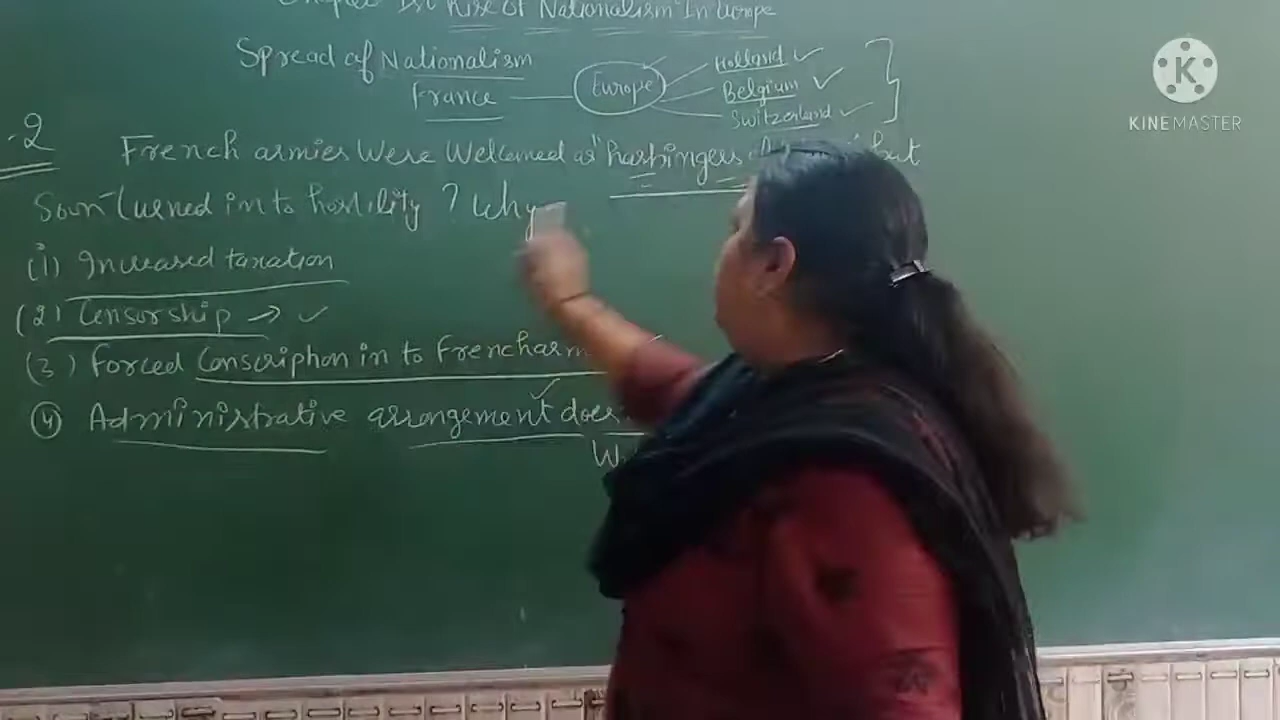 Chapter 1st Rise of Nationalism In Europe
Spread of Nationalism
France Europe
Holland ✓
Belgium ✓
Switzerland ✓
-2
French armies Were Welcomed as "harbingers but
Soon turned in to hostility ? Why
(1) Increased taxation
(2) Censorship → ✓
(3) Forced Conscription in to French arm
(4) Administrative arrangement does
K
KINEMASTER